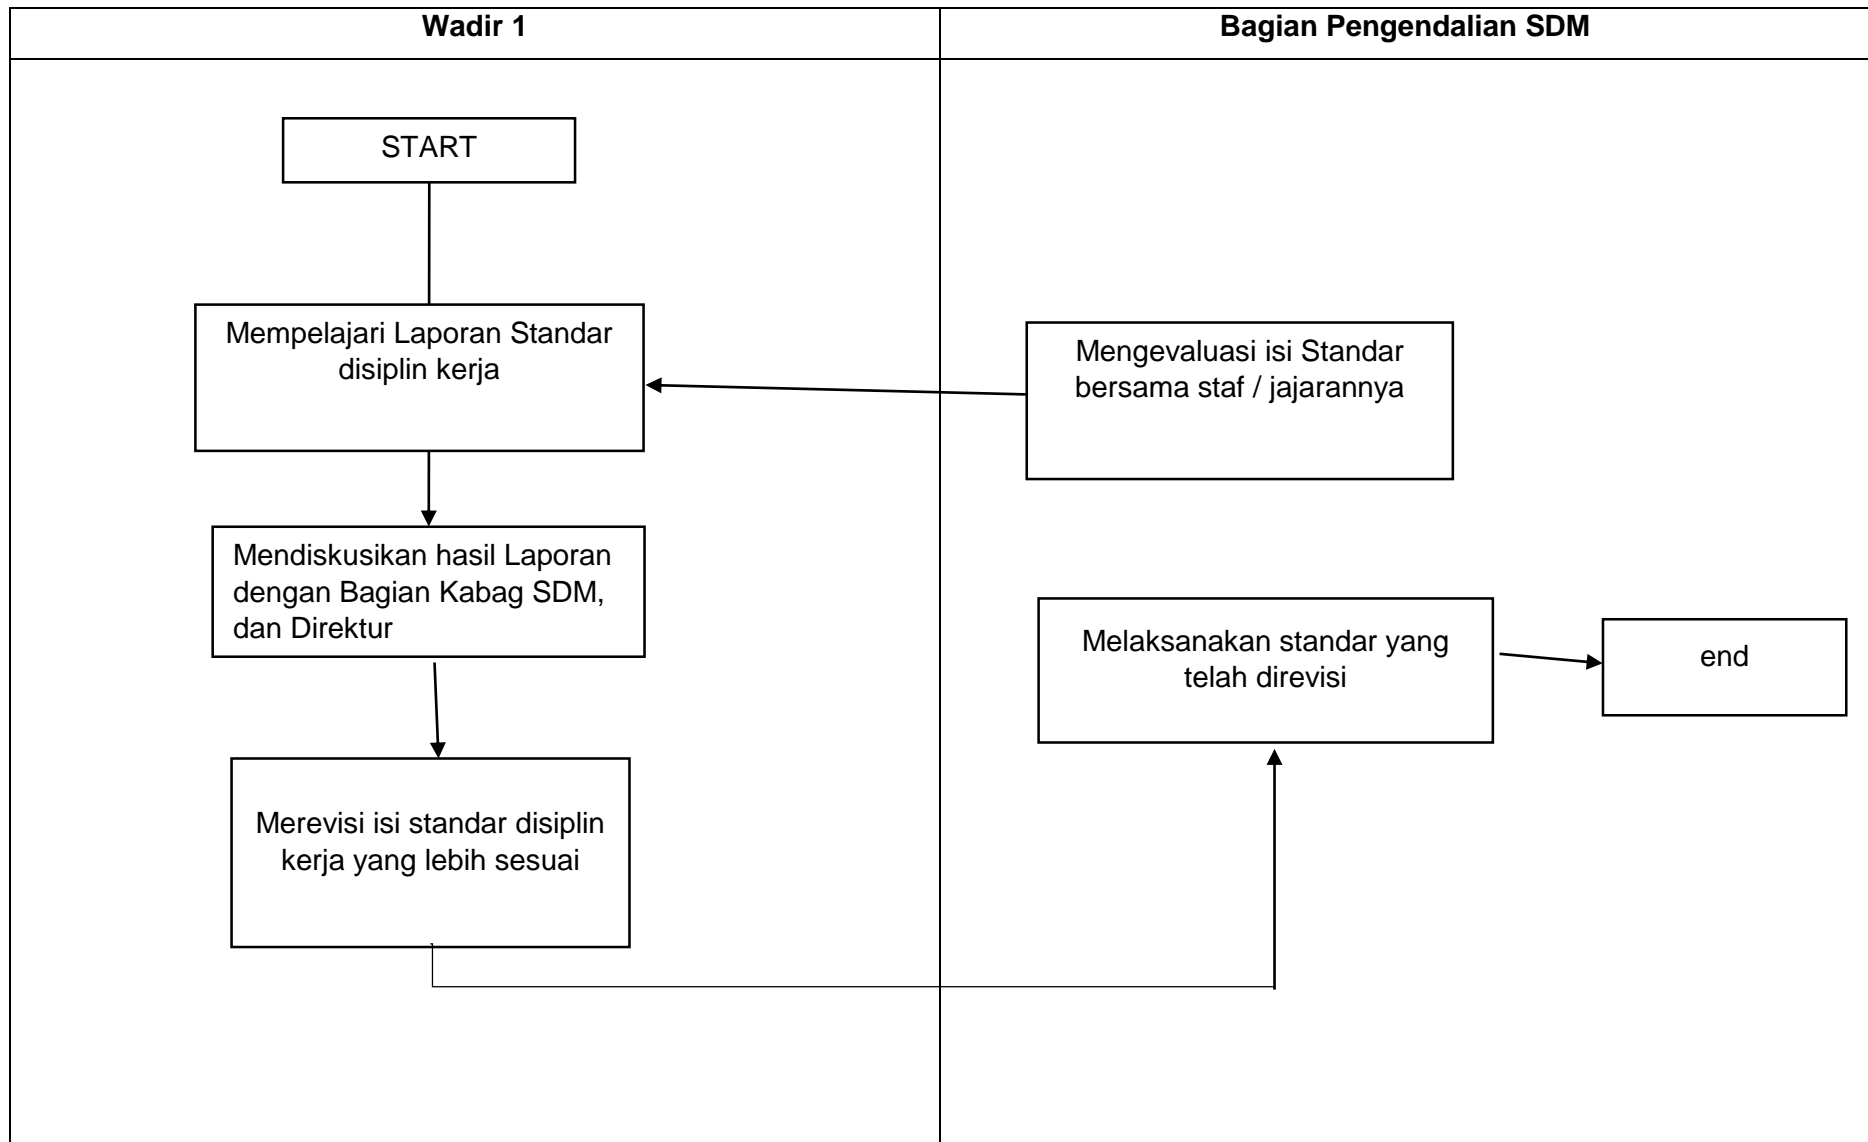 Wadir 1
Bagian Pengendalian SDM
START
Mempelajari Laporan Standar
disiplin kerja
Mengevaluasi isi Standar
bersama staf / jajarannya
Mendiskusikan hasil Laporan
dengan Bagian Kabag SDM,
dan Direktur
Melaksanakan standar yang
telah direvisi
end
Merevisi isi standar disiplin
kerja yang lebih sesuai